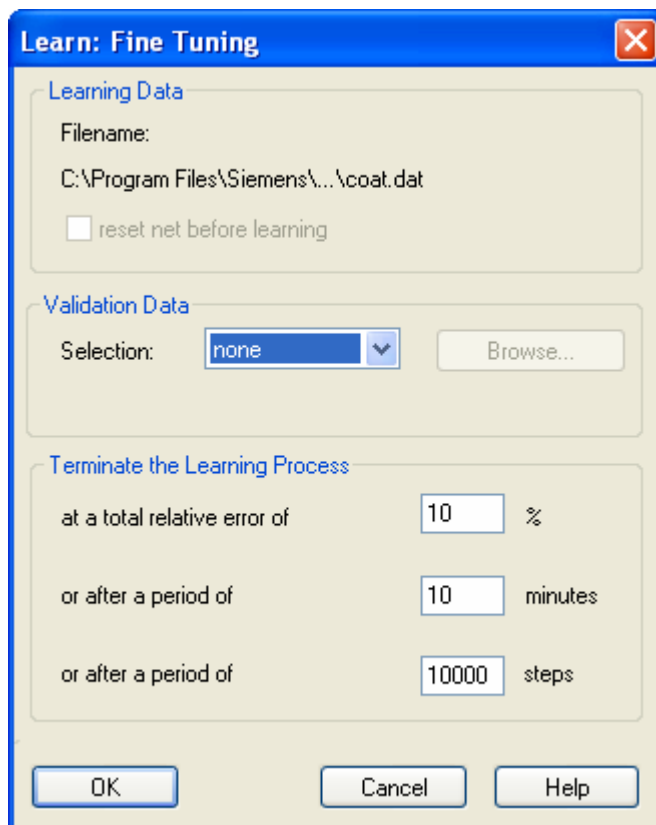 Learn: Fine Tuning
Learning Data
Filename:
C:\Program Files\Siemens\...\coat.dat
reset net before learning
Validation Data
Selection: none Browse...
Terminate the Learning Process
at a total relative error of 10 %
or after a period of 10 minutes
or after a period of 10000 steps
OK Cancel Help